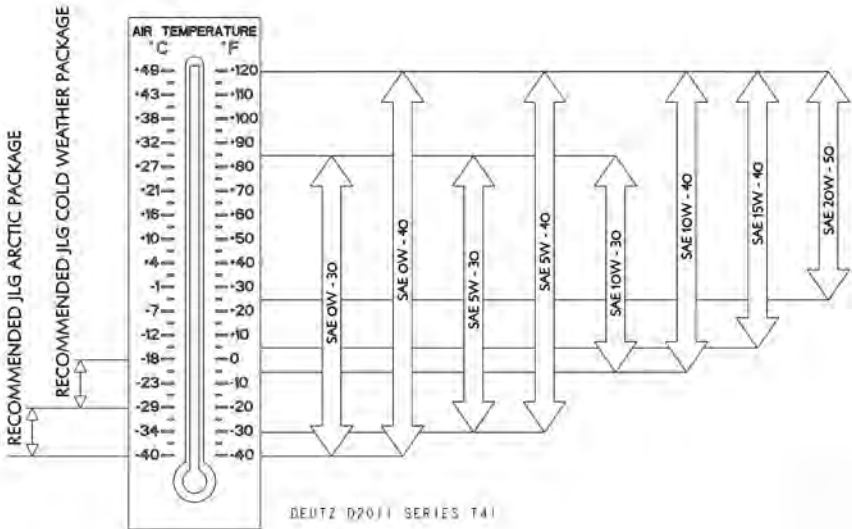 AIR TEMPERATURE
°C °F
+49 +120
+43 +110
+38 +100
+32 +90
+27 +80
+21 +70
+16 +60
+10 +50
+4 +40
-1 +30
-7 +20
-12 +10
-18 0
-23 -10
-29 -20
-34 -30
-40 -40
RECOMMENDED JLG ARCTIC PACKAGE
RECOMMENDED JLG COLD WEATHER PACKAGE
SAE 0W - 30
SAE 0W - 40
SAE 5W - 30
SAE 5W - 40
SAE 10W - 30
SAE 10W - 40
SAE 15W - 40
SAE 20W - 50
DEUTZ D2011 SERIES T4I